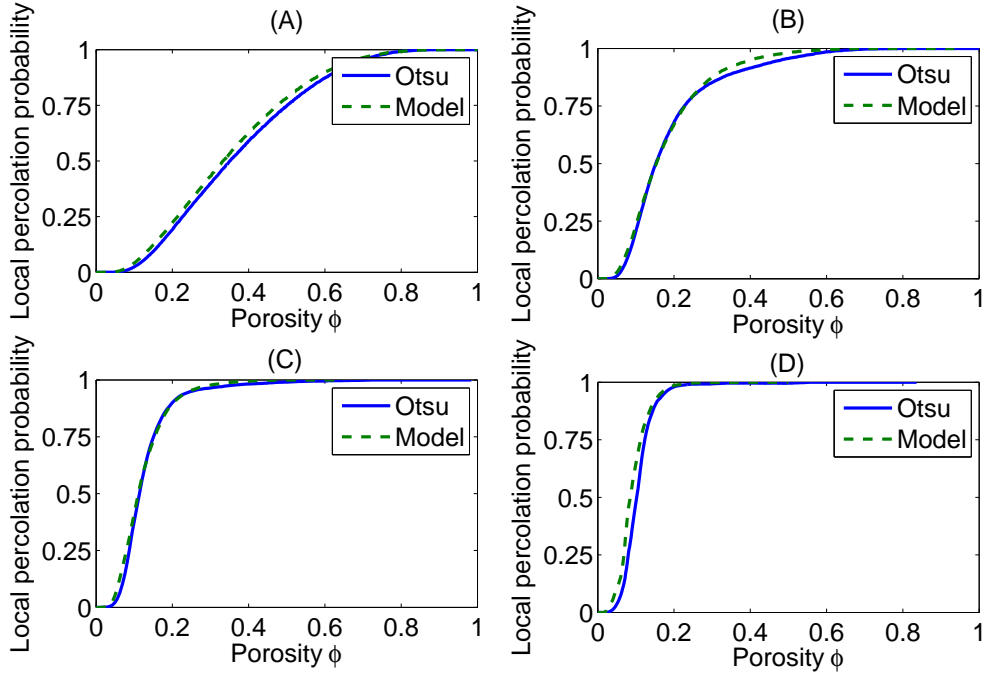 (A)
Local percolation probability
1
0.75
0.5
0.25
0
0 0.2 0.4 0.6 0.8 1
Porosity ϕ
Otsu
Model
(B)
Local percolation probability
1
0.75
0.5
0.25
0
0 0.2 0.4 0.6 0.8 1
Porosity ϕ
Otsu
Model
(C)
Local percolation probability
1
0.75
0.5
0.25
0
0 0.2 0.4 0.6 0.8 1
Porosity ϕ
Otsu
Model
(D)
Local percolation probability
1
0.75
0.5
0.25
0
0 0.2 0.4 0.6 0.8 1
Porosity ϕ
Otsu
Model